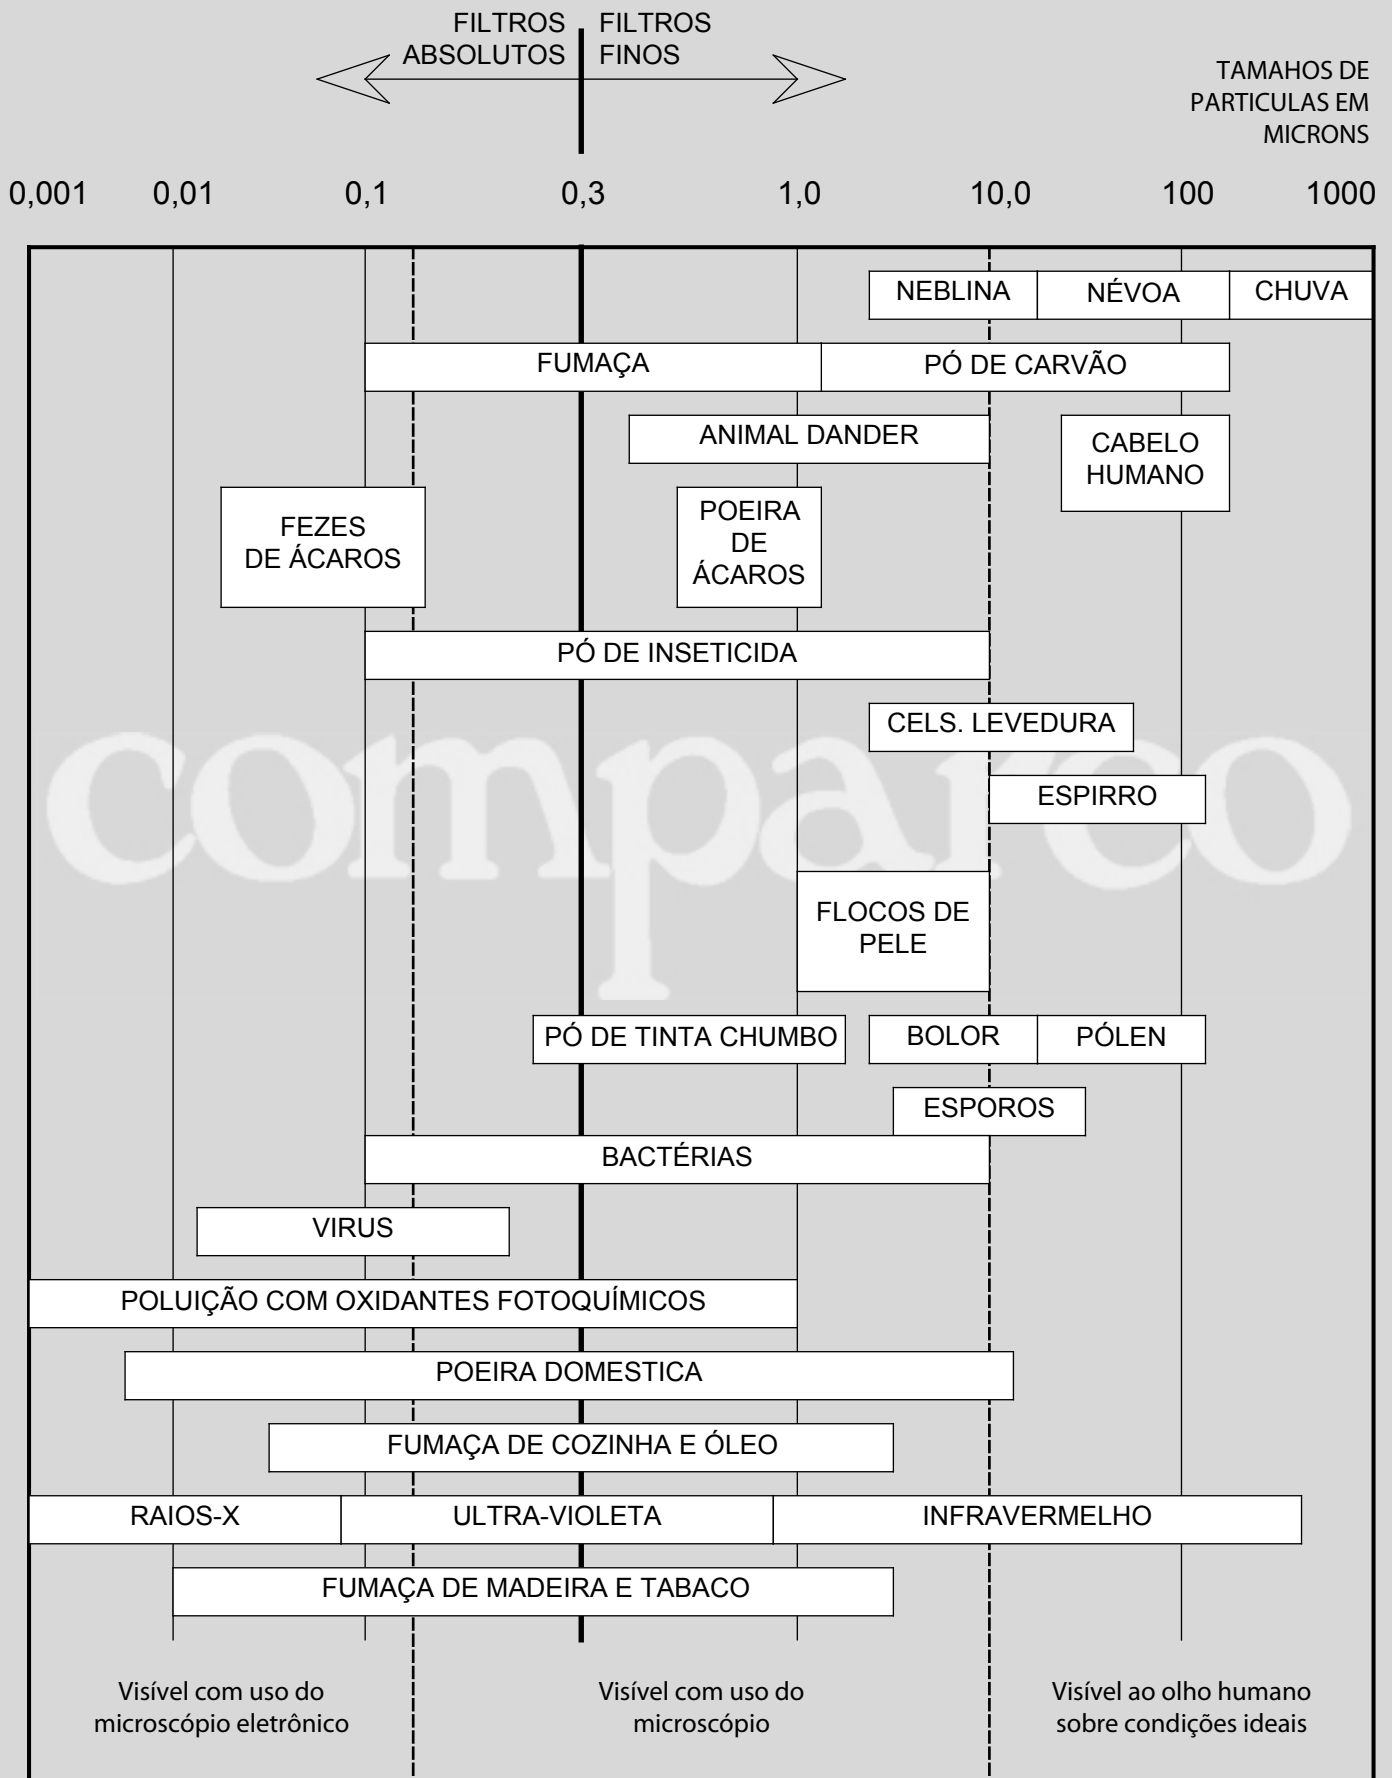 FILTROS
ABSOLUTOS
FILTROS
FINOS
TAMAHOS DE
PARTICULAS EM
MICRONS
0,001 0,01 0,1 0,3 1,0 10,0 100 1000
NEBLINA NÉVOA CHUVA
FUMAÇA PÓ DE CARVÃO
ANIMAL DANDER
CABELO
HUMANO
FEZES
DE ÁCAROS
POEIRA
DE
ÁCAROS
PÓ DE INSETICIDA
CELS. LEVEDURA
comparco
ESPIRRO
FLOCOS DE
PELE
PÓ DE TINTA CHUMBO BOLOR PÓLEN
ESPOROS
BACTÉRIAS
VIRUS
POLUIÇÃO COM OXIDANTES FOTOQUÍMICOS
POEIRA DOMESTICA
FUMAÇA DE COZINHA E ÓLEO
RAIOS-X ULTRA-VIOLETA INFRAVERMELHO
FUMAÇA DE MADEIRA E TABACO
Visível com uso do
microscópio eletrônico
Visível com uso do
microscópio
Visível ao olho humano
sobre condições ideais